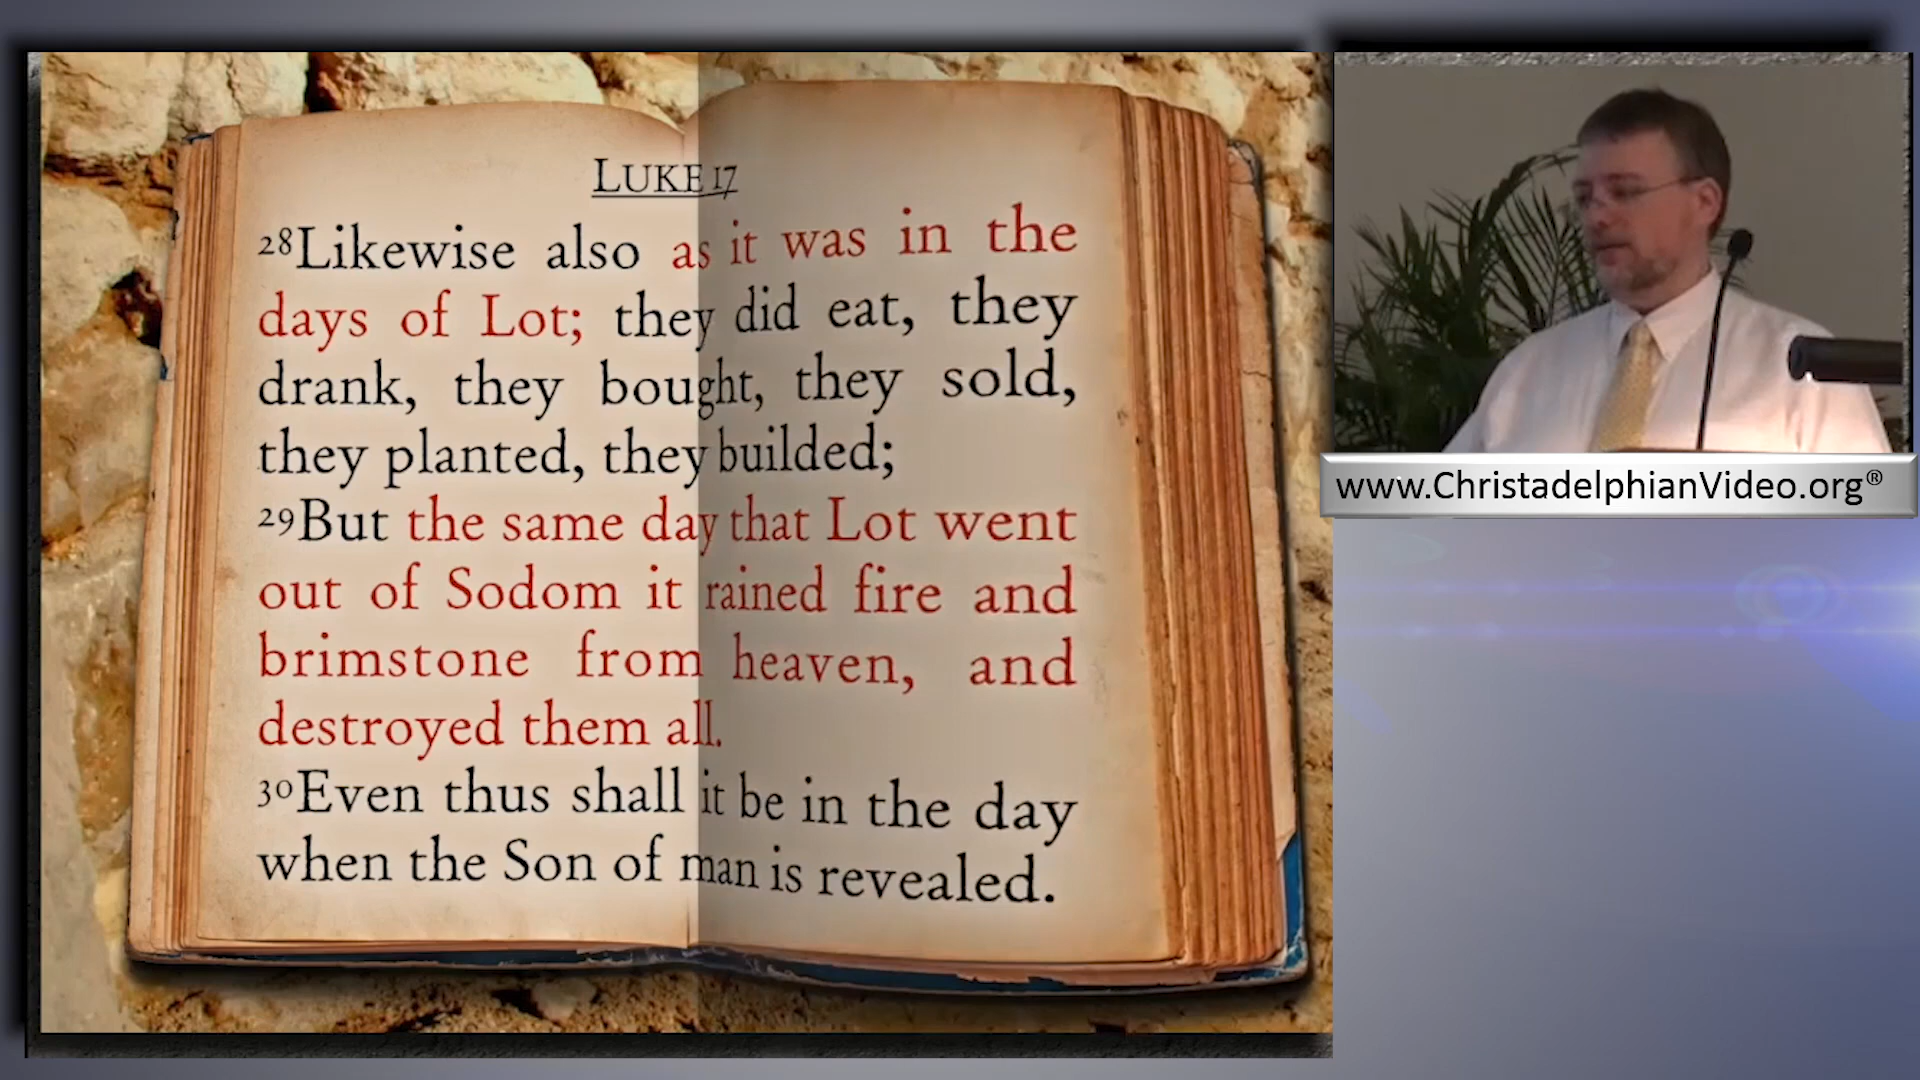 LUKE 17
28Likewise also as it was in the
days of Lot; they did eat, they
drank, they bought, they sold,
they planted, they builded;
29But the same day that Lot went
out of Sodom it rained fire and
brimstone from heaven, and
destroyed them all.
30Even thus shall it be in the day
when the Son of man is revealed.
www.ChristadelphianVideo.org®